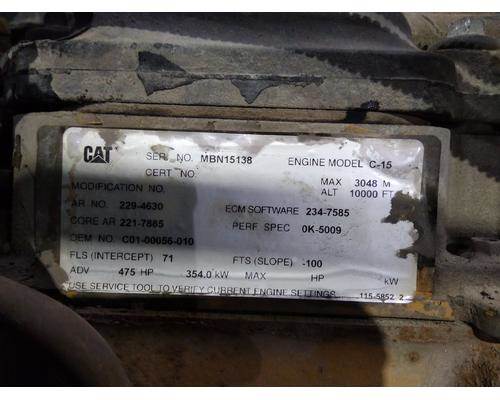 CAT SERI NO. MBN15138 ENGINE MODEL C-15
CERT NO. MAX 3048 M
MODIFICATION NO. ALT 10000 FT
AR NO. 229-4630 ECM SOFTWARE 234-7585
CORE AR 221-7885 PERF SPEC 0K-5009
OEM NO. C01-00056-010
FLS (INTERCEPT) 71 FTS (SLOPE) -100
ADV 475 HP 354.0 kW MAX HP kW
USE SERVICE TOOL TO VERIFY CURRENT ENGINE SETTINGS 115-5852 2